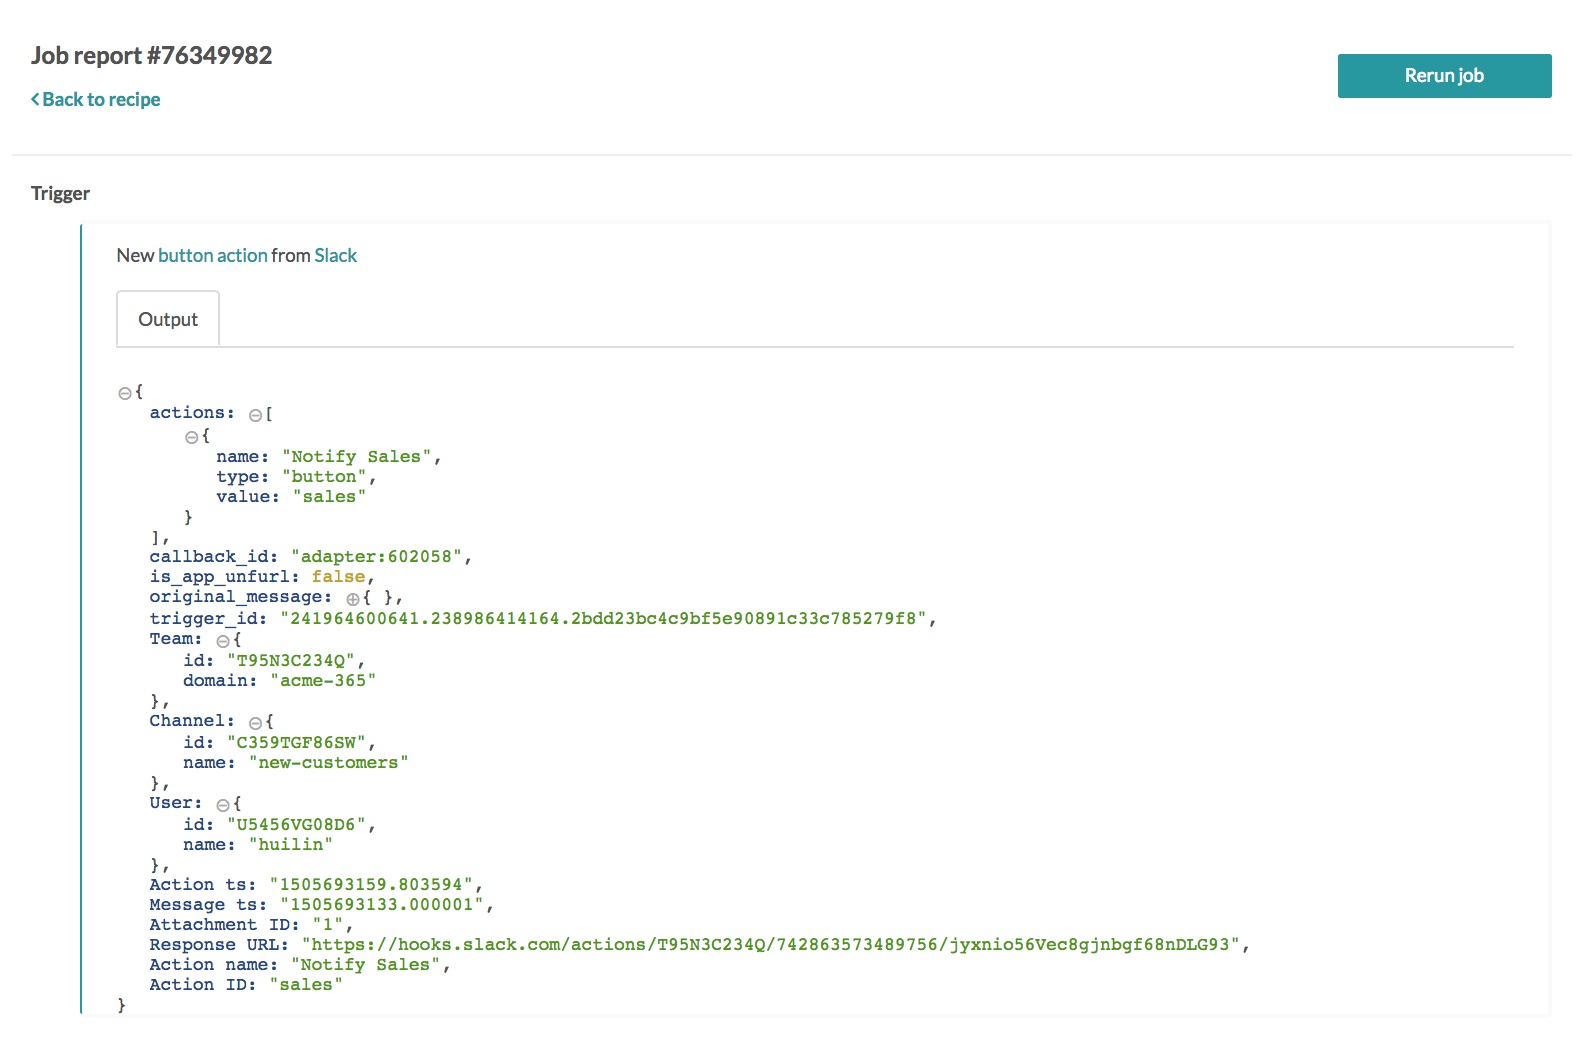 Job report #76349982
Rerun job
Back to recipe
Trigger
New button action from Slack
Output
{
actions: [
{
name: "Notify Sales",
type: "button",
value: "sales"
}
],
callback_id: "adapter:602058",
is_app_unfurl: false,
original_message: { },
trigger_id: "241964600641.238986414164.2bdd23bc4c9bf5e90891c33c785279f8",
Team: {
id: "T95N3C234Q",
domain: "acme-365"
},
Channel: {
id: "C359TGF86SW",
name: "new-customers"
},
User: {
id: "U5456VG08D6",
name: "huilin"
},
Action ts: "1505693159.803594",
Message ts: "1505693133.000001",
Attachment ID: "1",
Response URL: "https://hooks.slack.com/actions/T95N3C234Q/742863573489756/jyxnio56Vec8gjnbgf68nDLG93",
Action name: "Notify Sales",
Action ID: "sales"
}